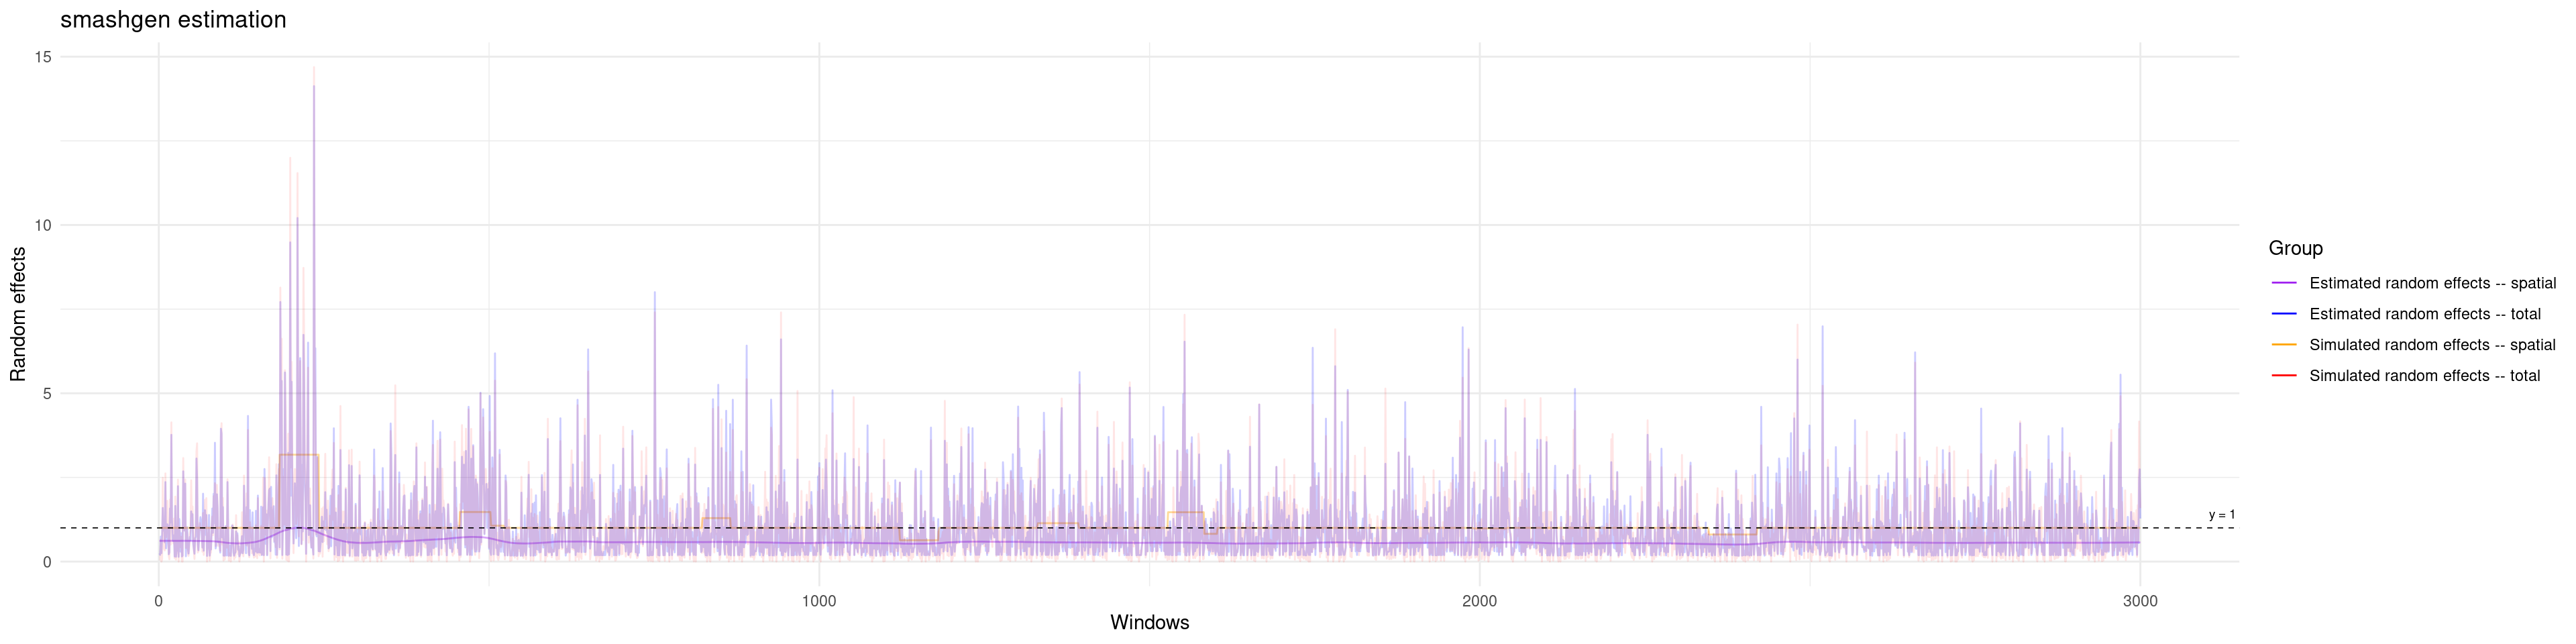 smashgen estimation
15
10
5
0
Random effects
y = 1
0
1000
2000
3000
Windows
Group
Estimated random effects -- spatial
Estimated random effects -- total
Simulated random effects -- spatial
Simulated random effects -- total